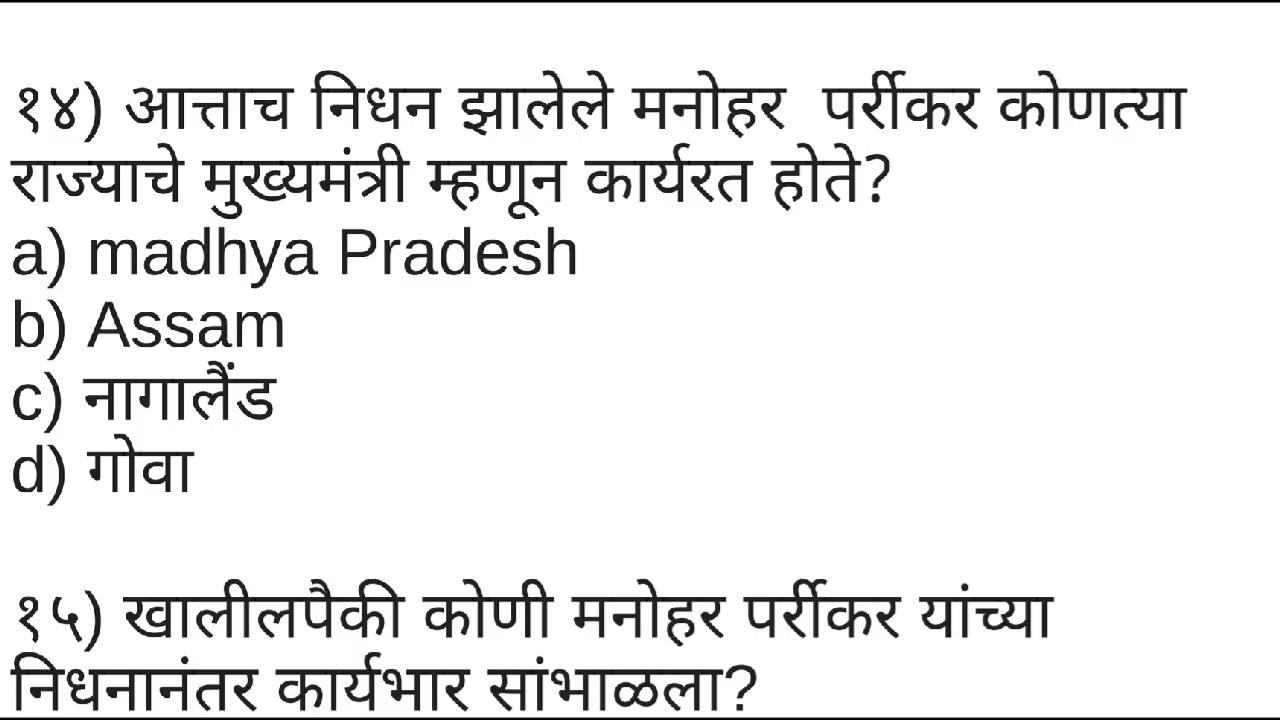 १४) आत्ताच निधन झालेले मनोहर  पर्रीकर कोणत्या
राज्याचे मुख्यमंत्री म्हणून कार्यरत होते?
a) madhya Pradesh
b) Assam
c) नागालैंड
d) गोवा
१५) खालीलपैकी कोणी मनोहर पर्रीकर यांच्या
निधनानंतर कार्यभार सांभाळला?